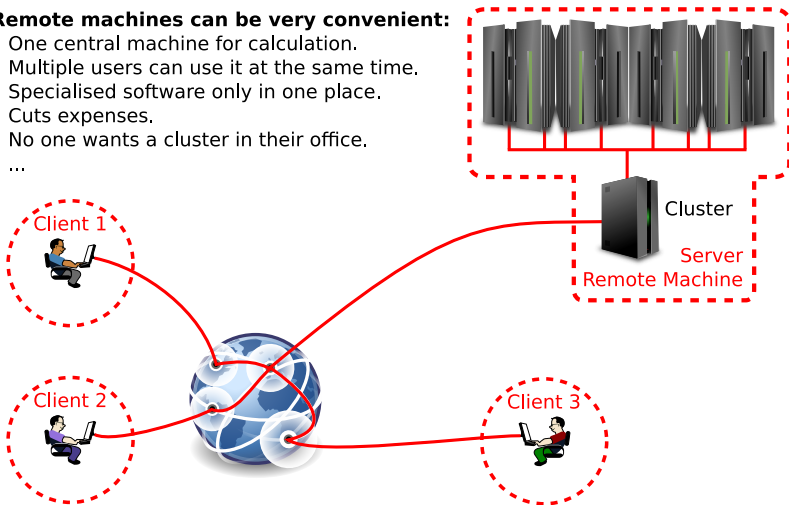 Remote machines can be very convenient:
One central machine for calculation.
Multiple users can use it at the same time.
Specialised software only in one place.
Cuts expenses.
No one wants a cluster in their office.
...
Client 1
Cluster
Server
Remote Machine
Client 2
Client 3